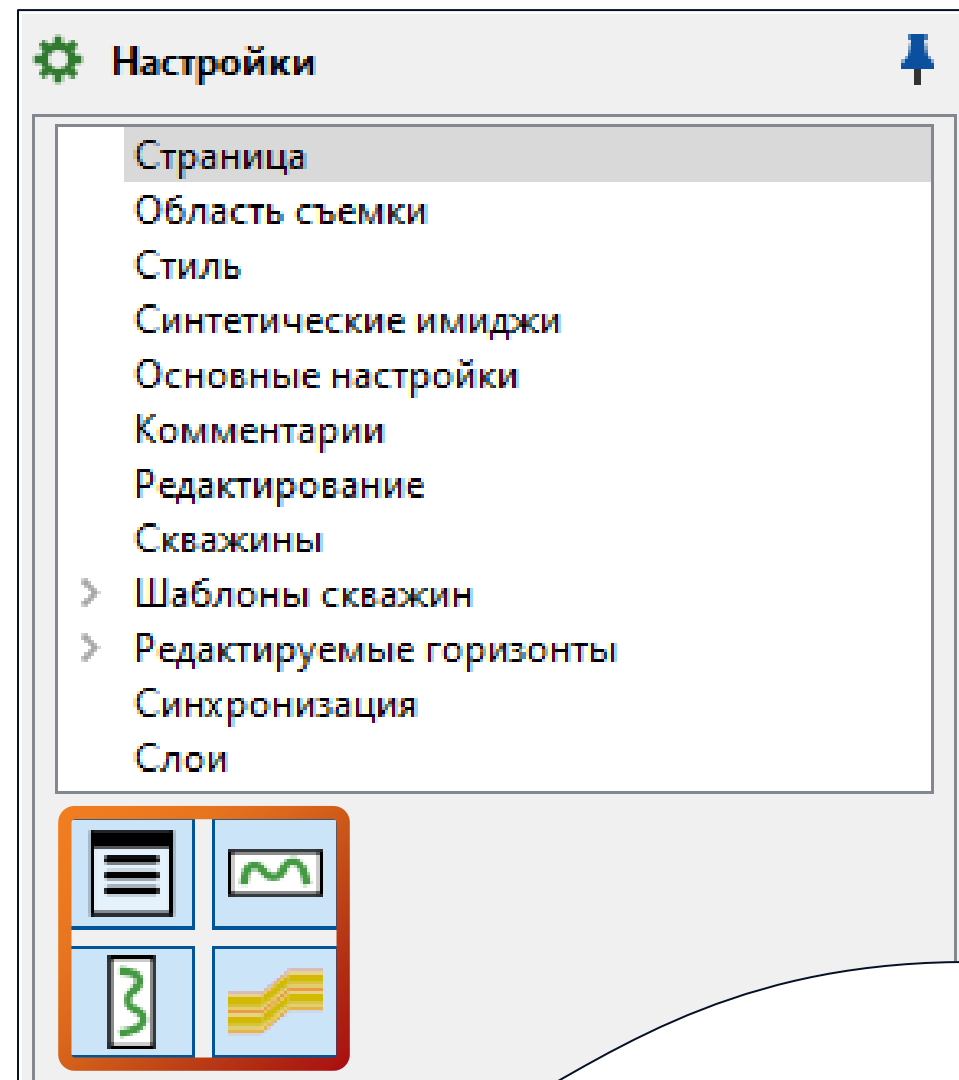 Настройки
Страница
Область съемки
Стиль
Синтетические имиджи
Основные настройки
Комментарии
Редактирование
Скважины
Шаблоны скважин
Редактируемые горизонты
Синхронизация
Слои